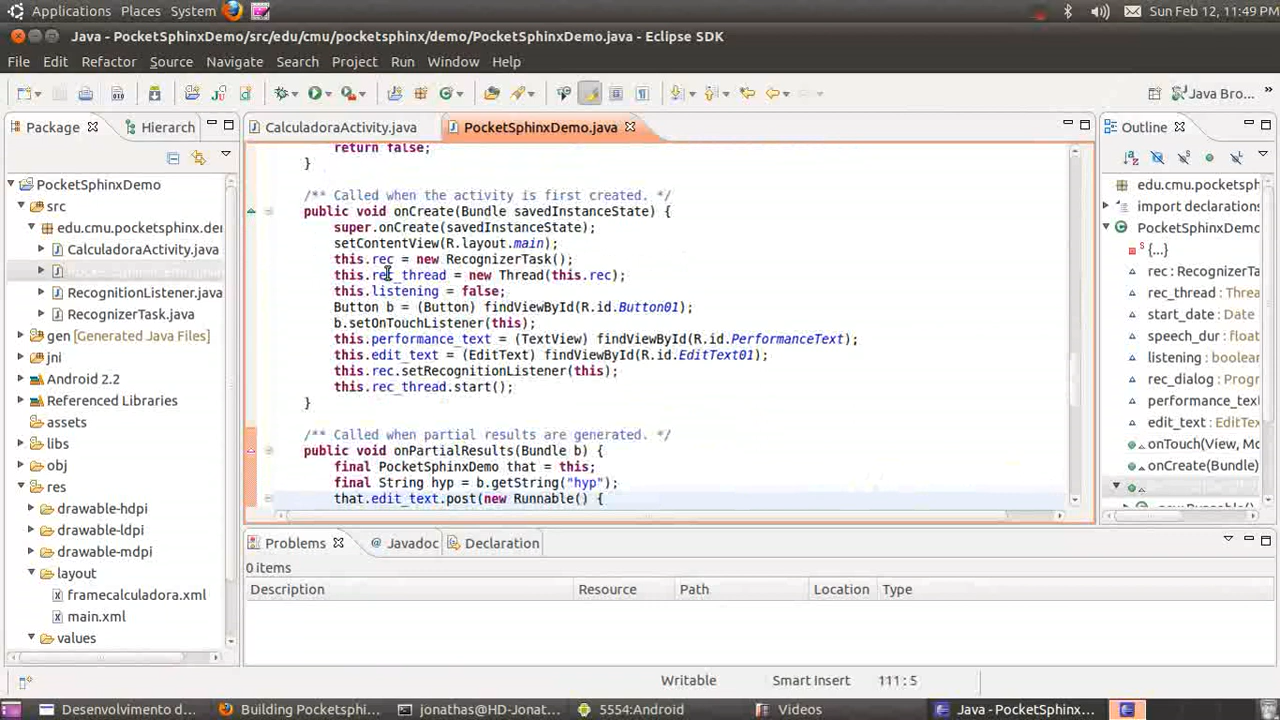 Applications Places System Sun Feb 12, 11:49 PM
Java - PocketSphinxDemo/src/edu/cmu/pocketsphinx/demo/PocketSphinxDemo.java - Eclipse SDK
File Edit Refactor Source Navigate Search Project Run Window Help
Java Bro...
Package
Hierarch
PocketSphinxDemo
src
edu.cmu.pocketsphinx.dem
CalculadoraActivity.java
RecognitionListener.java
RecognizerTask.java
gen [Generated Java Files]
jni
Android 2.2
Referenced Libraries
assets
libs
obj
res
drawable-hdpi
drawable-ldpi
drawable-mdpi
layout
framecalculadora.xml
main.xml
values
CalculadoraActivity.java
PocketSphinxDemo.java
return false;
}
/** Called when the activity is first created. */
public void onCreate(Bundle savedInstanceState) {
super.onCreate(savedInstanceState);
setContentView(R.layout.main);
this.rec = new RecognizerTask();
this.rec_thread = new Thread(this.rec);
this.listening = false;
Button b = (Button) findViewById(R.id.Button01);
b.setOnTouchListener(this);
this.performance_text = (TextView) findViewById(R.id.PerformanceText);
this.edit_text = (EditText) findViewById(R.id.EditText01);
this.rec.setRecognitionListener(this);
this.rec_thread.start();
}
/** Called when partial results are generated. */
public void onPartialResults(Bundle b) {
final PocketSphinxDemo that = this;
final String hyp = b.getString("hyp");
that.edit_text.post(new Runnable() {
Outline
edu.cmu.pocketsph
import declarations
PocketSphinxDemo
{...}
rec : RecognizerTa
rec_thread : Threa
start_date : Date
speech_dur : float
listening : boolean
rec_dialog : Progr
performance_text
edit_text : EditTex
onTouch(View, Mo
onCreate(Bundle)
Problems
Javadoc
Declaration
0 items
Description Resource Path Location Type
Writable Smart Insert 111 : 5
Desenvolvimento d... Building Pocketsphi... jonathas@HD-Jonat... 5554:Android Videos Java - PocketSphinx...